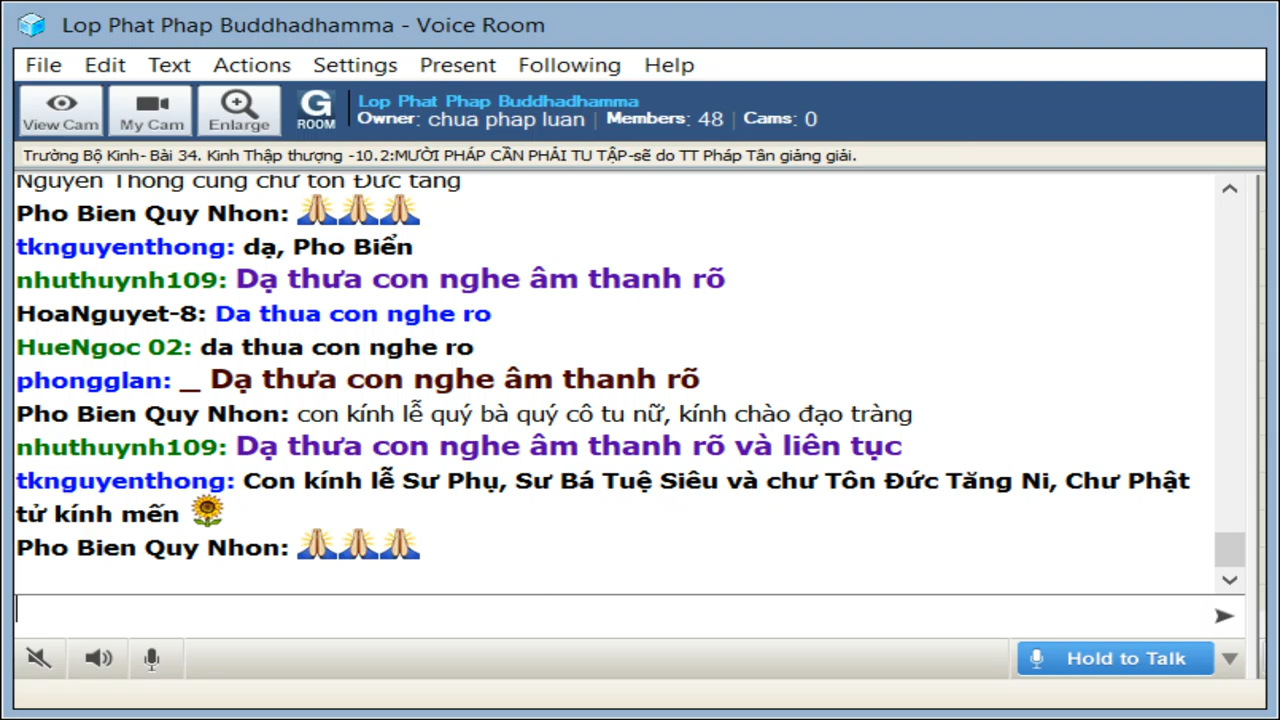 Lop Phat Phap Buddhadhamma - Voice Room
File Edit Text Actions Settings Present Following Help
View Cam My Cam Enlarge G ROOM
Lop Phat Phap Buddhadhamma
Owner: chua phap luan | Members: 48 | Cams: 0
Trường Bộ Kinh- Bài 34. Kinh Thập thượng -10.2:MƯỜI PHÁP CẦN PHẢI TU TẬP-sẽ do TT Pháp Tân giảng giải.
Nguyên Thông cùng chư tôn Đức tăng
Pho Bien Quy Nhon: 🙏🙏🙏
tknguyenthong: dạ, Pho Biển
nhuthuynh109: Dạ thưa con nghe âm thanh rõ
HoaNguyet-8: Da thua con nghe ro
HueNgoc 02: da thua con nghe ro
phongglan: _ Dạ thưa con nghe âm thanh rõ
Pho Bien Quy Nhon: con kính lễ quý bà quý cô tu nữ, kính chào đạo tràng
nhuthuynh109: Dạ thưa con nghe âm thanh rõ và liên tục
tknguyenthong: Con kính lễ Sư Phụ, Sư Bá Tuệ Siêu và chư Tôn Đức Tăng Ni, Chư Phật
tử kính mến 🌻
Pho Bien Quy Nhon: 🙏🙏🙏
Hold to Talk